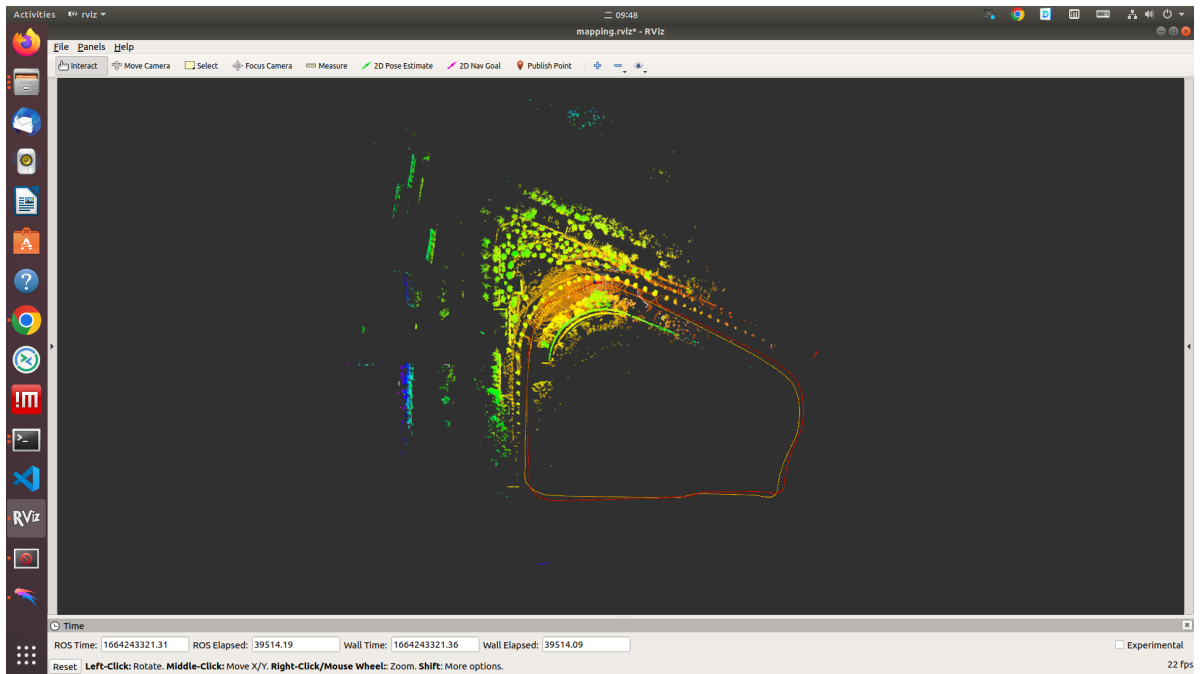 Activities RViz rviz 二 09:48
mapping.rviz* - RViz
File Panels Help
Interact Move Camera Select Focus Camera Measure 2D Pose Estimate 2D Nav Goal Publish Point
RViz
Time
ROS Time: 1664243321.31 ROS Elapsed: 39514.19 Wall Time: 1664243321.36 Wall Elapsed: 39514.09 Experimental
Reset Left-Click: Rotate. Middle-Click: Move X/Y. Right-Click/Mouse Wheel:: Zoom. Shift: More options. 22 fps